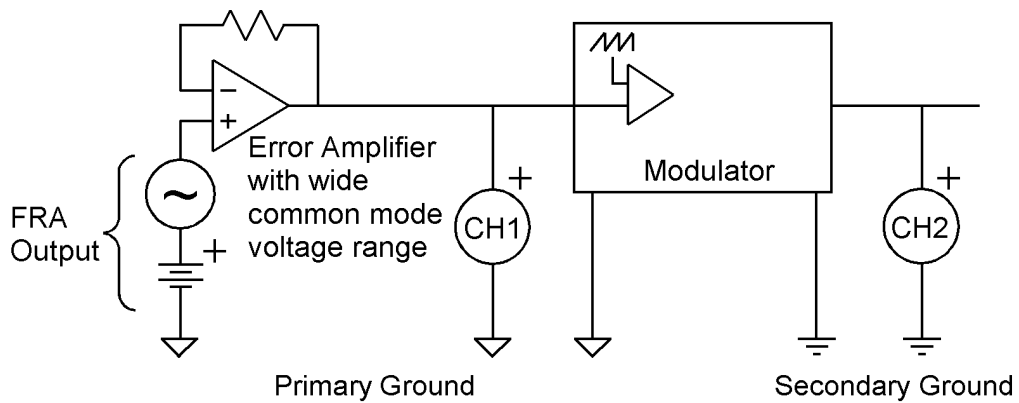 Error Amplifier
with wide
common mode
voltage range
FRA
Output
−
+
+
+
CH1
Modulator
+
CH2
Primary Ground
Secondary Ground